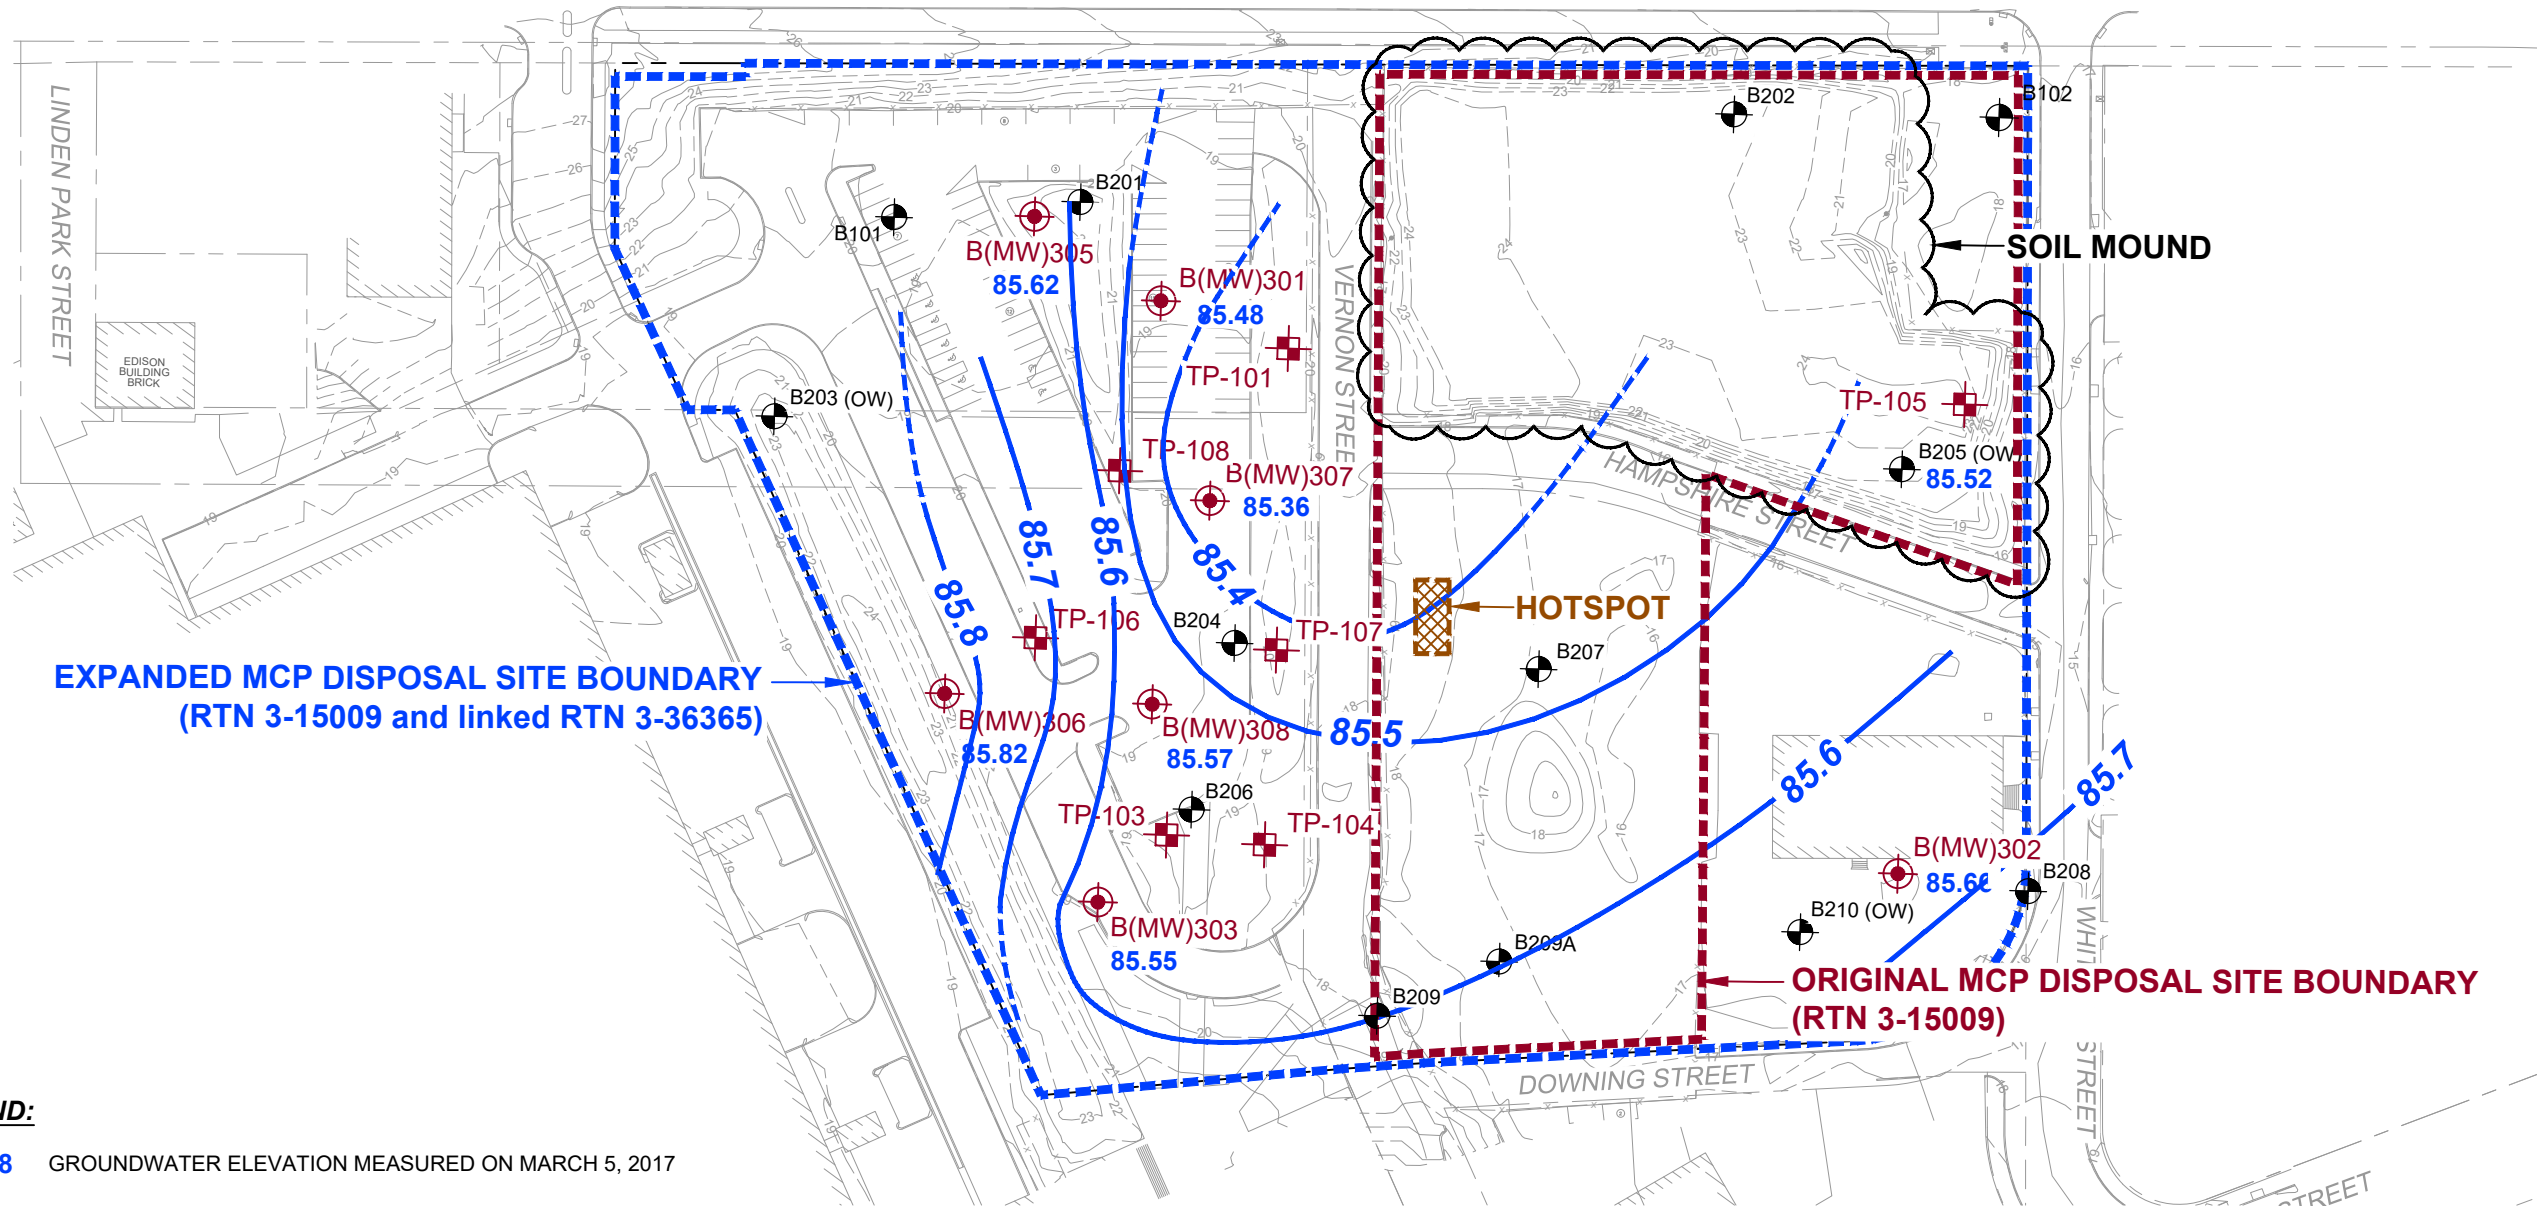 B202
B102
LINDEN PARK STREET
B201
B101
SOIL MOUND
B(MW)305
85.62
B(MW)301
85.48
VERNON STREE
EDISON
BUILDING
BRICK
TP-101
B203 (OW)
TP-105
TP-108
B(MW)307
85.36
B205 (OW
85.52
HAMPSHIRE STREET
85.8
85.7
85.6
85.4
HOTSPOT
TP-106
B204
TP-107
B207
EXPANDED MCP DISPOSAL SITE BOUNDARY
(RTN 3-15009 and linked RTN 3-36365)
B(MW)306
85.82
B(MW)308
85.57
85.5
85.6
85.7
B206
TP-103
TP-104
B(MW)302
85.66
B208
B(MW)303
85.55
B210 (OW)
B209A
B209
ORIGINAL MCP DISPOSAL SITE BOUNDARY
(RTN 3-15009)
WHI
STREET
DOWNING STREET
STREET
ND:
8 GROUNDWATER ELEVATION MEASURED ON MARCH 5, 2017